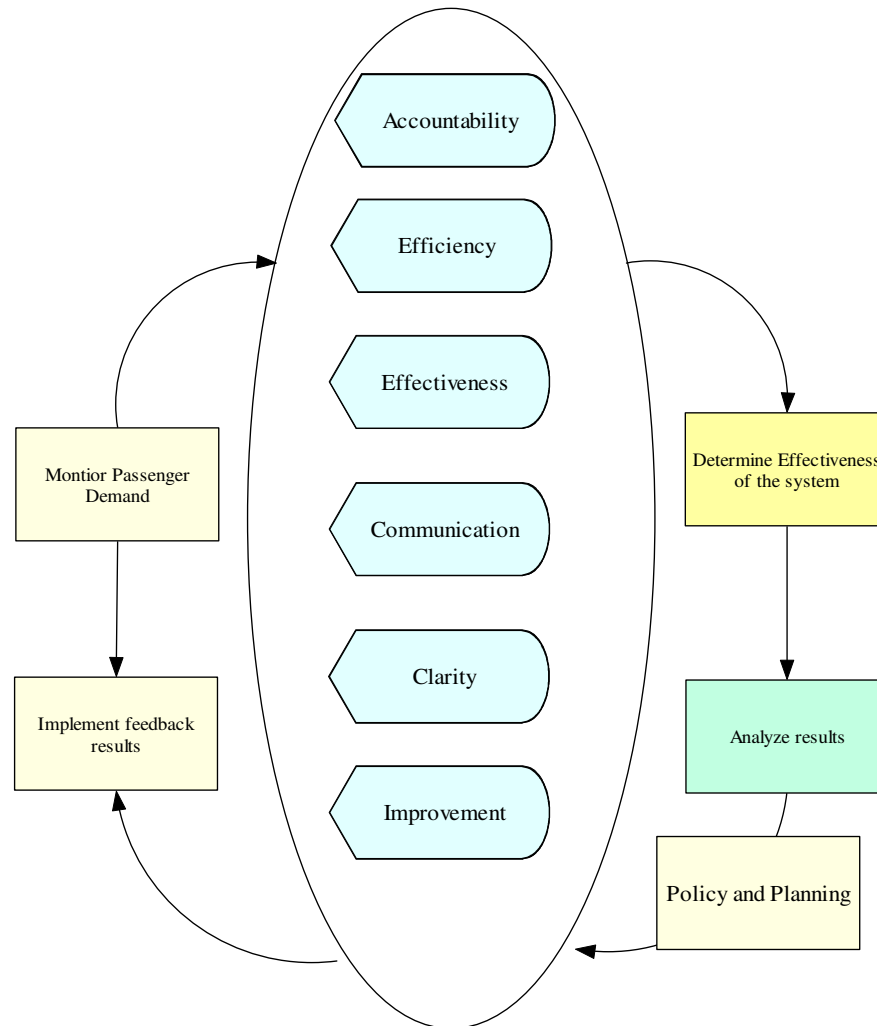 Accountability
Efficiency
Effectiveness
Communication
Clarity
Improvement
Montior Passenger
Demand
Implement feedback
results
Determine Effectiveness
of the system
Analyze results
Policy and Planning